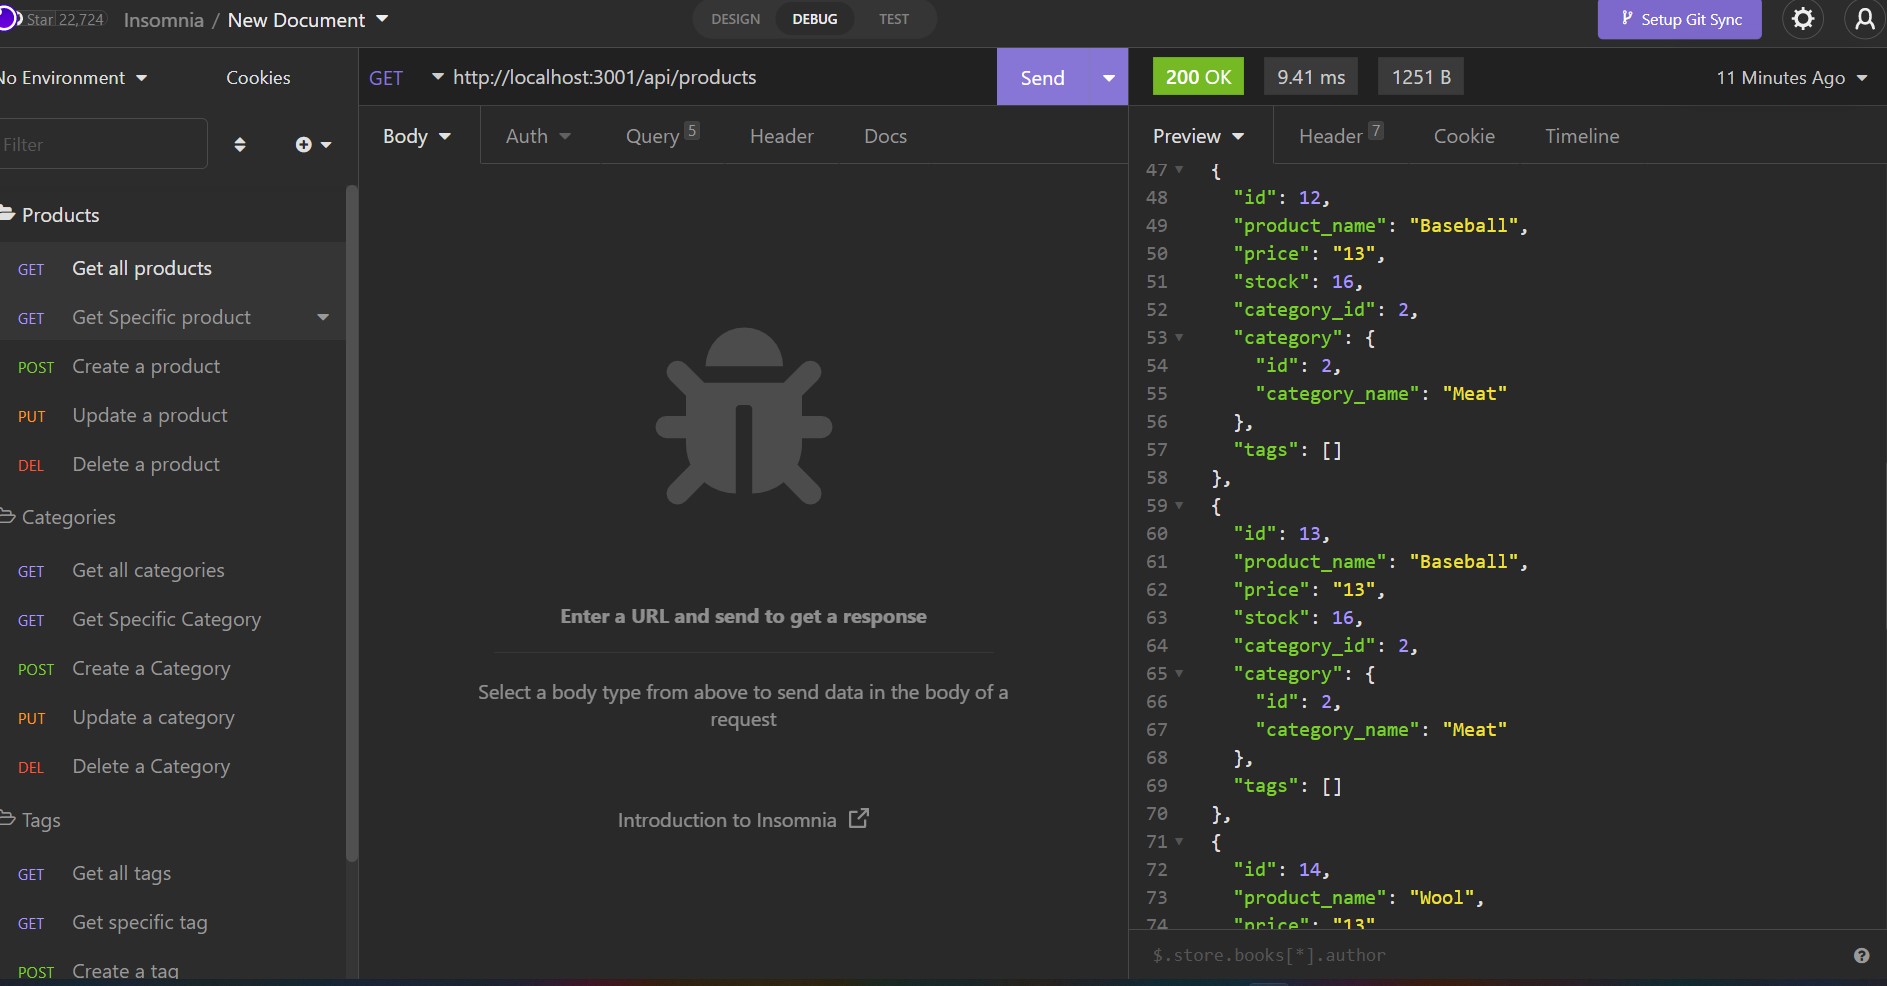 Star 22,724 Insomnia / New Document
DESIGN DEBUG TEST
Setup Git Sync
No Environment
Cookies
Filter
Products
GET Get all products
GET Get Specific product
POST Create a product
PUT Update a product
DEL Delete a product
Categories
GET Get all categories
GET Get Specific Category
POST Create a Category
PUT Update a category
DEL Delete a Category
Tags
GET Get all tags
GET Get specific tag
POST Create a tag
GET http://localhost:3001/api/products Send
Body Auth Query 5 Header Docs
Enter a URL and send to get a response
Select a body type from above to send data in the body of a
request
Introduction to Insomnia
200 OK 9.41 ms 1251 B 11 Minutes Ago
Preview Header 7 Cookie Timeline
47 {
48 "id": 12,
49 "product_name": "Baseball",
50 "price": "13",
51 "stock": 16,
52 "category_id": 2,
53 "category": {
54 "id": 2,
55 "category_name": "Meat"
56 },
57 "tags": []
58 },
59 {
60 "id": 13,
61 "product_name": "Baseball",
62 "price": "13",
63 "stock": 16,
64 "category_id": 2,
65 "category": {
66 "id": 2,
67 "category_name": "Meat"
68 },
69 "tags": []
70 },
71 {
72 "id": 14,
73 "product_name": "Wool",
74 "price": "13"
$.store.books[*].author